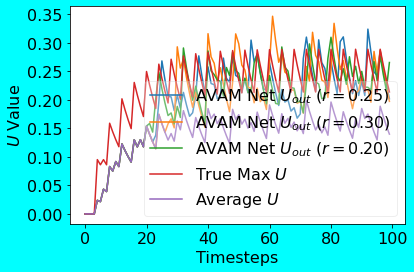 0.35
0.30
0.25
0.20
0.15
0.10
0.05
0.00
U Value
AVAM Net U_out (r = 0.25)
AVAM Net U_out (r = 0.30)
AVAM Net U_out (r = 0.20)
True Max U
Average U
0 20 40 60 80 100
Timesteps